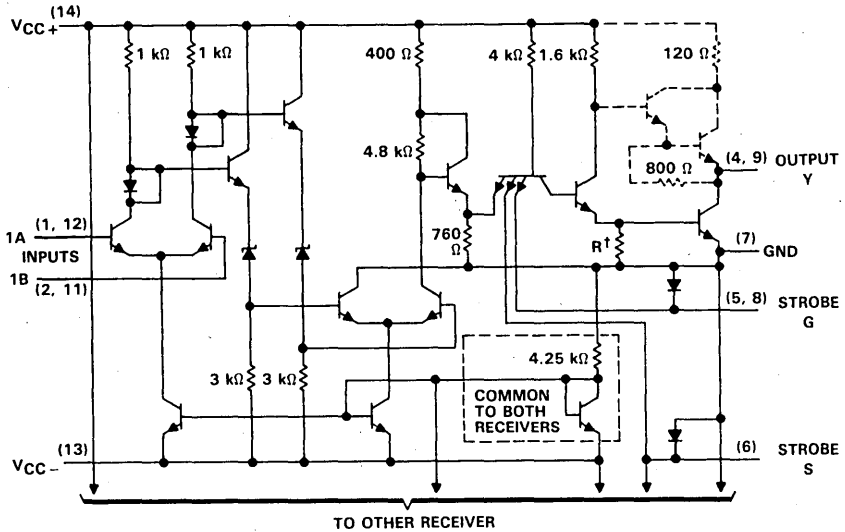 VCC+ (14)
1 kΩ
1 kΩ
400 Ω
4 kΩ
1.6 kΩ
120 Ω
4.8 kΩ
800 Ω
(4, 9) OUTPUT
Y
1A (1, 12)
INPUTS
1B (2, 11)
760
Ω
R†
(7) GND
(5, 8) STROBE
G
3 kΩ
3 kΩ
4.25 kΩ
COMMON
TO BOTH
RECEIVERS
VCC- (13)
(6) STROBE
S
TO OTHER RECEIVER